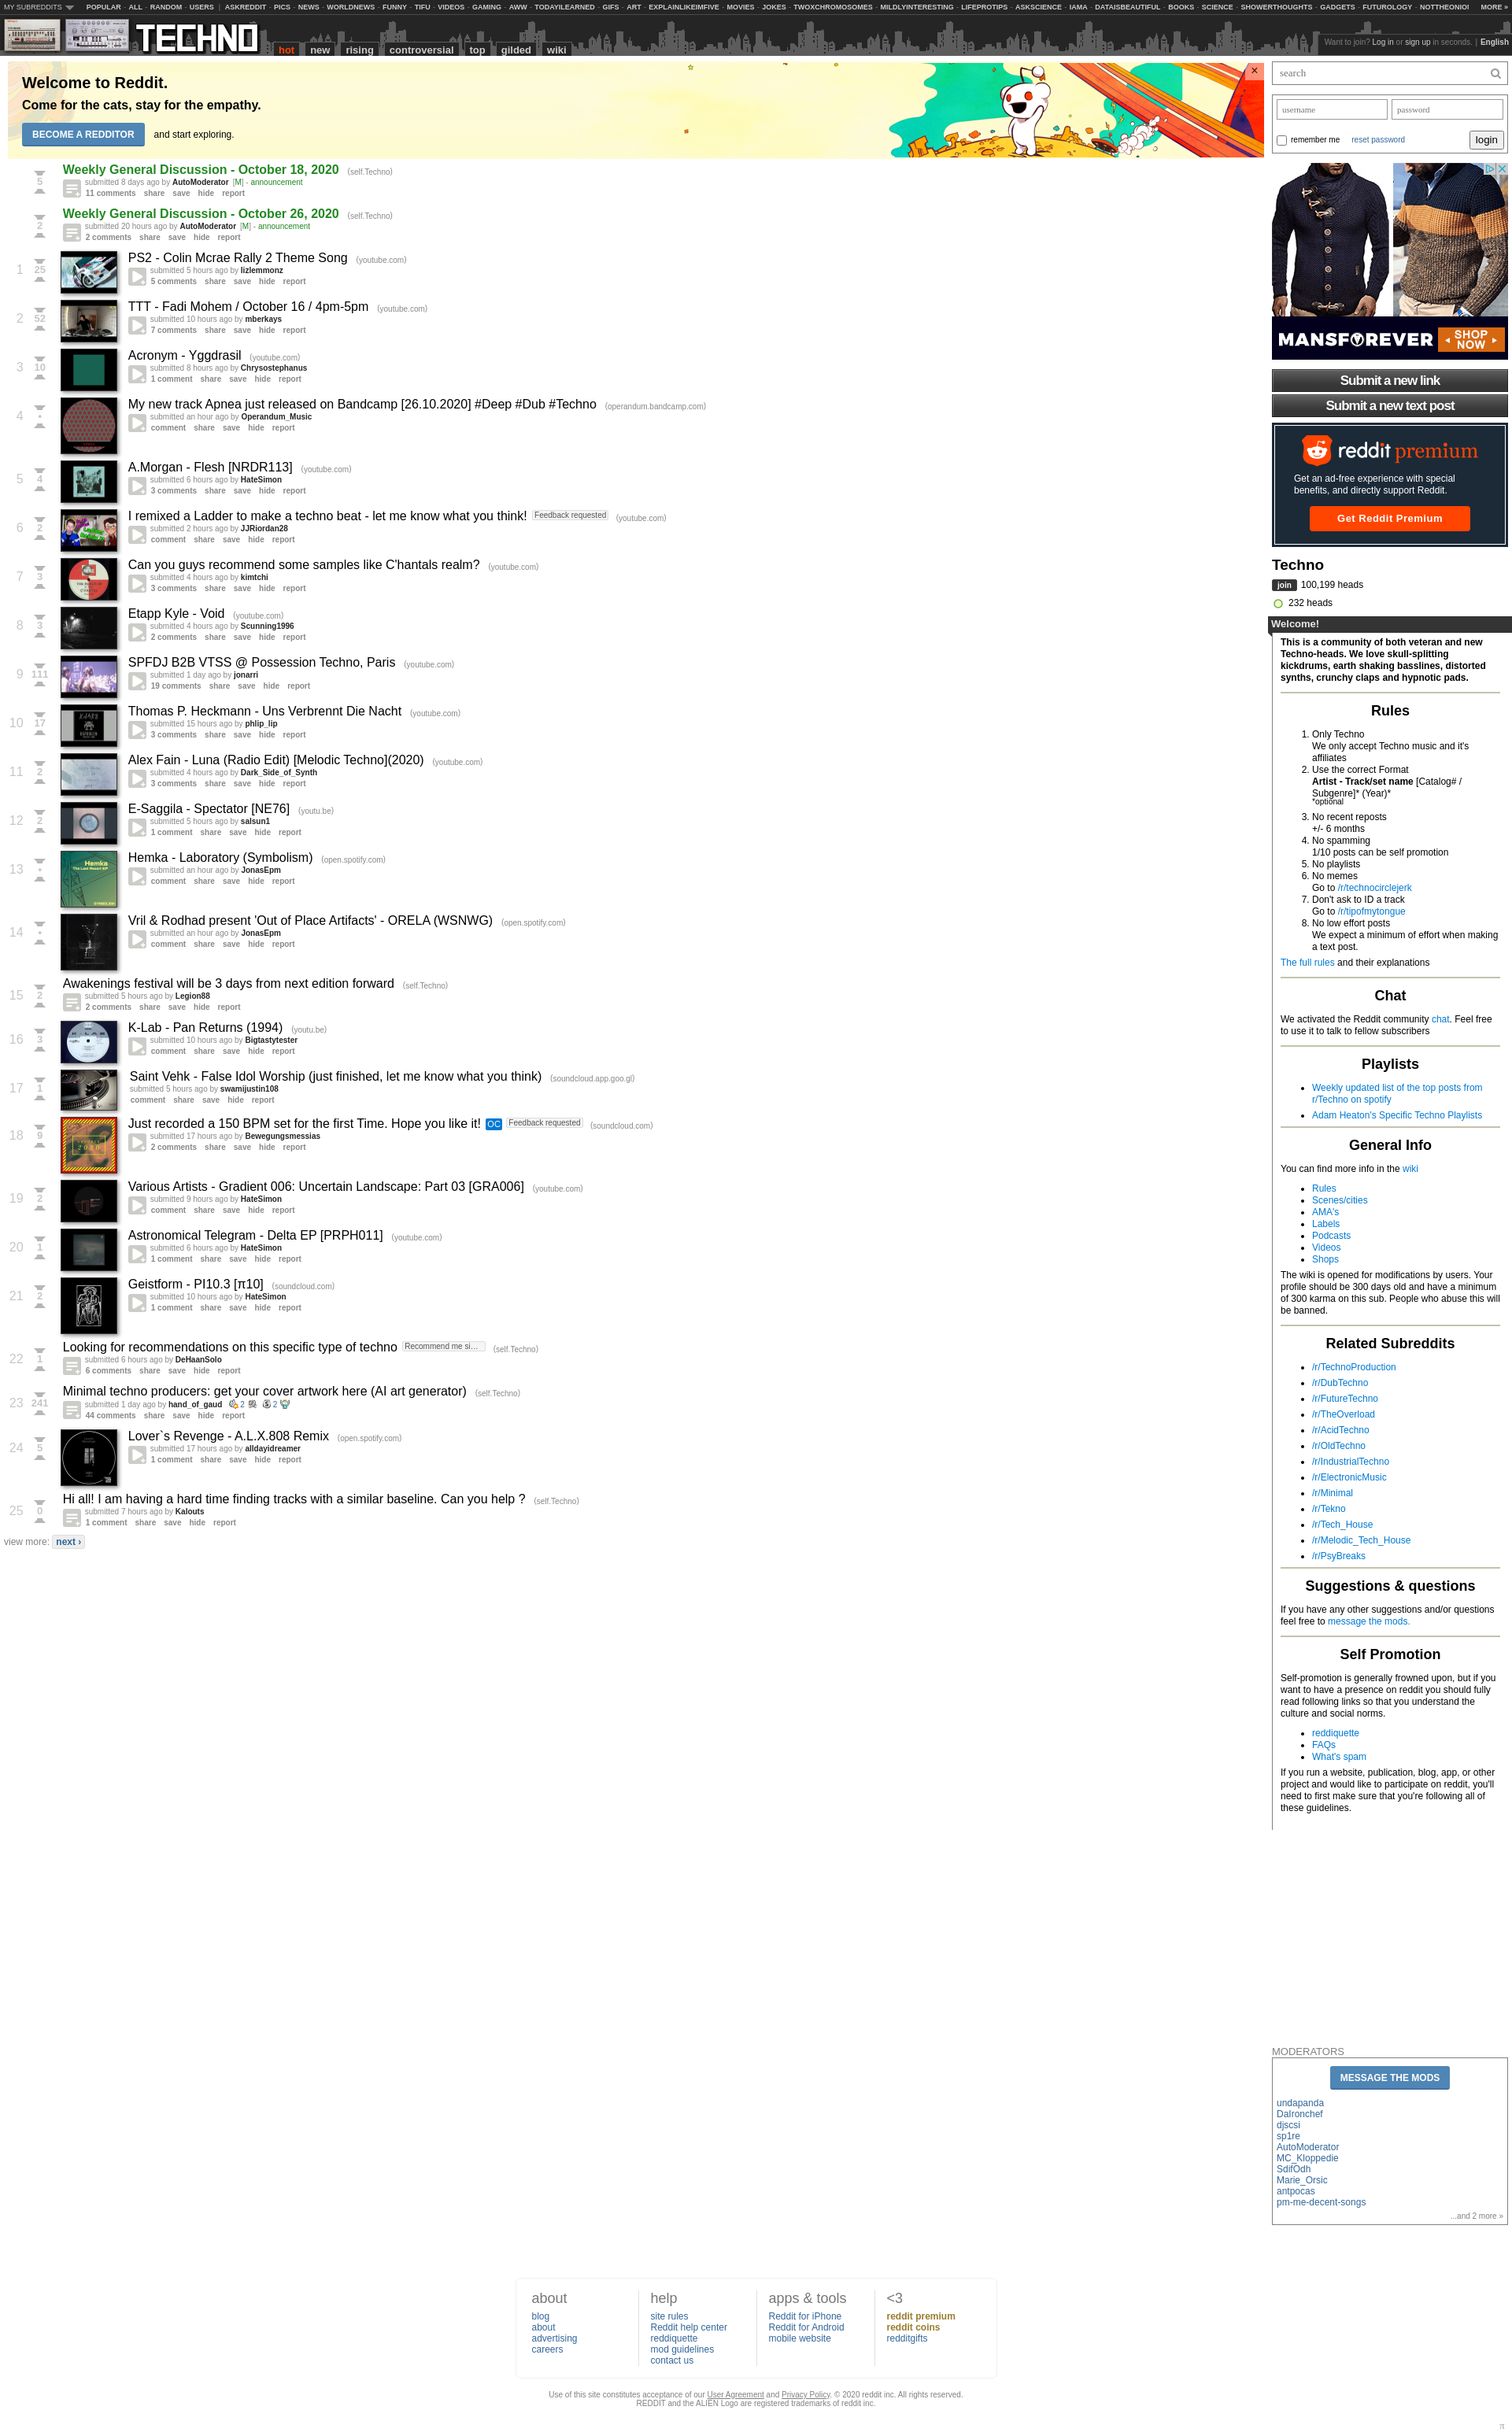 MY SUBREDDITS POPULAR - ALL - RANDOM - USERS | ASKREDDIT - PICS - NEWS - WORLDNEWS - FUNNY - TIFU - VIDEOS - GAMING - AWW - TODAYILEARNED - GIFS - ART - EXPLAINLIKEIMFIVE - MOVIES - JOKES - TWOXCHROMOSOMES - MILDLYINTERESTING - LIFEPROTIPS - ASKSCIENCE - IAMA - DATAISBEAUTIFUL - BOOKS - SCIENCE - SHOWERTHOUGHTS - GADGETS - FUTUROLOGY - NOTTHEONION MORE »
TECHNO hot new rising controversial top gilded wiki
Want to join? Log in or sign up in seconds. | English
Welcome to Reddit.
Come for the cats, stay for the empathy.
BECOME A REDDITOR and start exploring.
5
Weekly General Discussion - October 18, 2020 (self.Techno)
submitted 8 days ago by AutoModerator [M] - announcement
11 comments share save hide report
2
Weekly General Discussion - October 26, 2020 (self.Techno)
submitted 20 hours ago by AutoModerator [M] - announcement
2 comments share save hide report
1 25
PS2 - Colin Mcrae Rally 2 Theme Song (youtube.com)
submitted 5 hours ago by lizlemmonz
5 comments share save hide report
2 52
TTT - Fadi Mohem / October 16 / 4pm-5pm (youtube.com)
submitted 10 hours ago by mberkays
7 comments share save hide report
3 10
Acronym - Yggdrasil (youtube.com)
submitted 8 hours ago by Chrysostephanus
1 comment share save hide report
4 •
My new track Apnea just released on Bandcamp [26.10.2020] #Deep #Dub #Techno (operandum.bandcamp.com)
submitted an hour ago by Operandum_Music
comment share save hide report
5 4
A.Morgan - Flesh [NRDR113] (youtube.com)
submitted 6 hours ago by HateSimon
3 comments share save hide report
6 2
I remixed a Ladder to make a techno beat - let me know what you think! Feedback requested (youtube.com)
submitted 2 hours ago by JJRiordan28
comment share save hide report
7 3
Can you guys recommend some samples like C'hantals realm? (youtube.com)
submitted 4 hours ago by kimtchi
3 comments share save hide report
8 3
Etapp Kyle - Void (youtube.com)
submitted 4 hours ago by Scunning1996
2 comments share save hide report
9 111
SPFDJ B2B VTSS @ Possession Techno, Paris (youtube.com)
submitted 1 day ago by jonarri
19 comments share save hide report
10 17
Thomas P. Heckmann - Uns Verbrennt Die Nacht (youtube.com)
submitted 15 hours ago by phlip_lip
3 comments share save hide report
11 2
Alex Fain - Luna (Radio Edit) [Melodic Techno](2020) (youtube.com)
submitted 4 hours ago by Dark_Side_of_Synth
3 comments share save hide report
12 2
E-Saggila - Spectator [NE76] (youtu.be)
submitted 5 hours ago by salsun1
1 comment share save hide report
13 •
Hemka - Laboratory (Symbolism) (open.spotify.com)
submitted an hour ago by JonasEpm
comment share save hide report
14 •
Vril & Rodhad present 'Out of Place Artifacts' - ORELA (WSNWG) (open.spotify.com)
submitted an hour ago by JonasEpm
comment share save hide report
15 2
Awakenings festival will be 3 days from next edition forward (self.Techno)
submitted 5 hours ago by Legion88
2 comments share save hide report
16 3
K-Lab - Pan Returns (1994) (youtu.be)
submitted 10 hours ago by Bigtastytester
comment share save hide report
17 1
Saint Vehk - False Idol Worship (just finished, let me know what you think) (soundcloud.app.goo.gl)
submitted 5 hours ago by swamijustin108
comment share save hide report
18 9
Just recorded a 150 BPM set for the first Time. Hope you like it! OC Feedback requested (soundcloud.com)
submitted 17 hours ago by Bewegungsmessias
2 comments share save hide report
19 2
Various Artists - Gradient 006: Uncertain Landscape: Part 03 [GRA006] (youtube.com)
submitted 9 hours ago by HateSimon
comment share save hide report
20 1
Astronomical Telegram - Delta EP [PRPH011] (youtube.com)
submitted 6 hours ago by HateSimon
1 comment share save hide report
21 2
Geistform - PI10.3 [π10] (soundcloud.com)
submitted 10 hours ago by HateSimon
1 comment share save hide report
22 1
Looking for recommendations on this specific type of techno Recommend me si... (self.Techno)
submitted 6 hours ago by DeHaanSolo
6 comments share save hide report
23 241
Minimal techno producers: get your cover artwork here (AI art generator) (self.Techno)
submitted 1 day ago by hand_of_gaud 2 2
44 comments share save hide report
24 5
Lover`s Revenge - A.L.X.808 Remix (open.spotify.com)
submitted 17 hours ago by alldayidreamer
1 comment share save hide report
25 0
Hi all! I am having a hard time finding tracks with a similar baseline. Can you help ? (self.Techno)
submitted 7 hours ago by Kalouts
1 comment share save hide report
view more: next ›
search
username password
remember me reset password login
MANSFOREVER SHOP NOW
Submit a new link
Submit a new text post
reddit premium
Get an ad-free experience with special
benefits, and directly support Reddit.
Get Reddit Premium
Techno
join 100,199 heads
232 heads
Welcome!
This is a community of both veteran and new
Techno-heads. We love skull-splitting
kickdrums, earth shaking basslines, distorted
synths, crunchy claps and hypnotic pads.
Rules
1. Only Techno
We only accept Techno music and it's
affiliates
2. Use the correct Format
Artist - Track/set name [Catalog# /
Subgenre]* (Year)*
*optional
3. No recent reposts
+/- 6 months
4. No spamming
1/10 posts can be self promotion
5. No playlists
6. No memes
Go to /r/technocirclejerk
7. Don't ask to ID a track
Go to /r/tipofmytongue
8. No low effort posts
We expect a minimum of effort when making
a text post.
The full rules and their explanations
Chat
We activated the Reddit community chat. Feel free
to use it to talk to fellow subscribers
Playlists
Weekly updated list of the top posts from
r/Techno on spotify
Adam Heaton's Specific Techno Playlists
General Info
You can find more info in the wiki
Rules
Scenes/cities
AMA's
Labels
Podcasts
Videos
Shops
The wiki is opened for modifications by users. Your
profile should be 300 days old and have a minimum
of 300 karma on this sub. People who abuse this will
be banned.
Related Subreddits
/r/TechnoProduction
/r/DubTechno
/r/FutureTechno
/r/TheOverload
/r/AcidTechno
/r/OldTechno
/r/IndustrialTechno
/r/ElectronicMusic
/r/Minimal
/r/Tekno
/r/Tech_House
/r/Melodic_Tech_House
/r/PsyBreaks
Suggestions & questions
If you have any other suggestions and/or questions
feel free to message the mods.
Self Promotion
Self-promotion is generally frowned upon, but if you
want to have a presence on reddit you should fully
read following links so that you understand the
culture and social norms.
reddiquette
FAQs
What's spam
If you run a website, publication, blog, app, or other
project and would like to participate on reddit, you'll
need to first make sure that you're following all of
these guidelines.
MODERATORS
MESSAGE THE MODS
undapanda
DaIronchef
djscsi
sp1re
AutoModerator
MC_Kloppedie
SdifOdh
Marie_Orsic
antpocas
pm-me-decent-songs
...and 2 more »
about
blog
about
advertising
careers
help
site rules
Reddit help center
reddiquette
mod guidelines
contact us
apps & tools
Reddit for iPhone
Reddit for Android
mobile website
<3
reddit premium
reddit coins
redditgifts
Use of this site constitutes acceptance of our User Agreement and Privacy Policy. © 2020 reddit inc. All rights reserved.
REDDIT and the ALIEN Logo are registered trademarks of reddit inc.
π